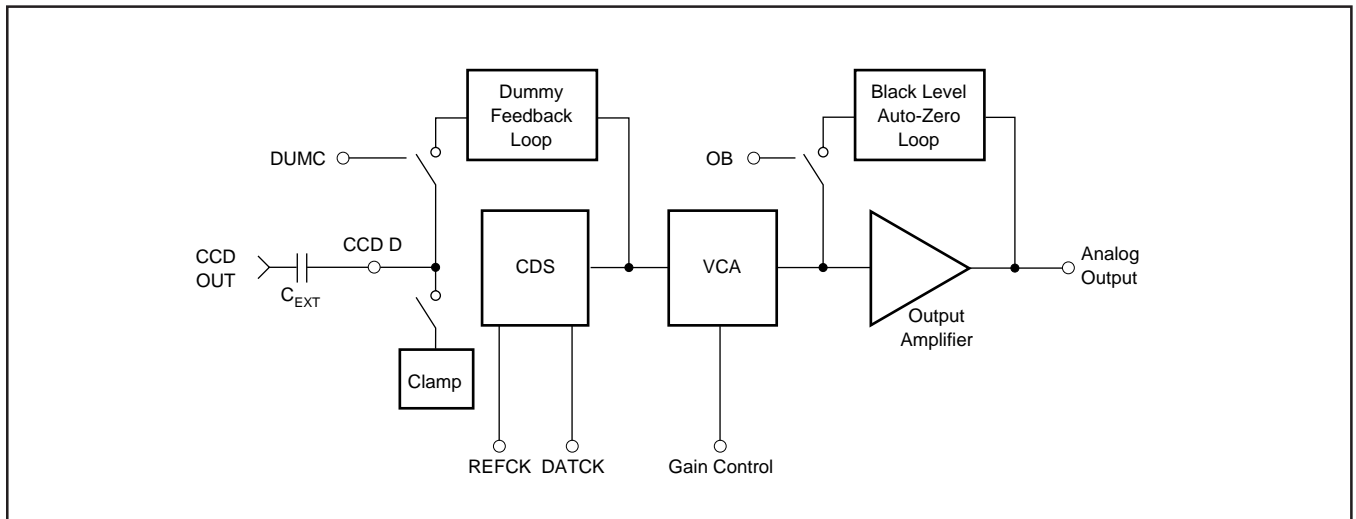 Dummy
Feedback
Loop
Black Level
Auto-Zero
Loop
DUMC
OB
CCD
OUT
C_EXT
CCD D
CDS
VCA
Output
Amplifier
Analog
Output
Clamp
REFCK
DATCK
Gain Control